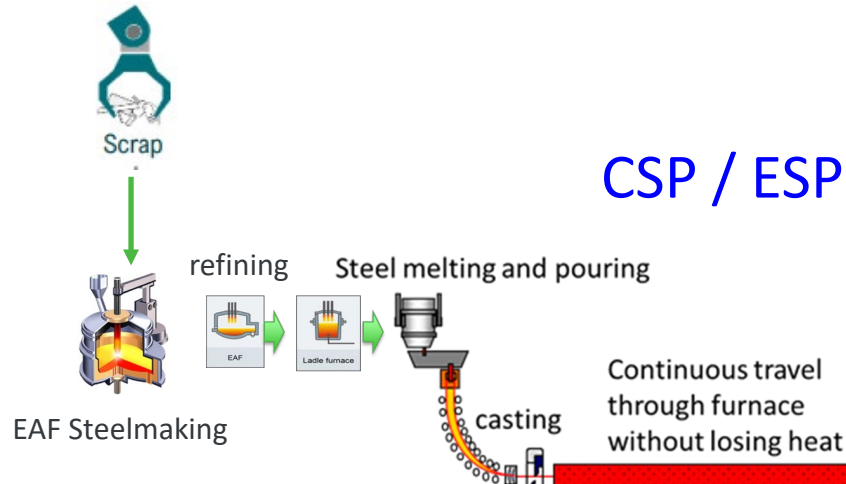 Scrap
CSP / ESP
refining
Steel melting and pouring
EAF
Ladle furnace
EAF Steelmaking
casting
Continuous travel
through furnace
without losing heat